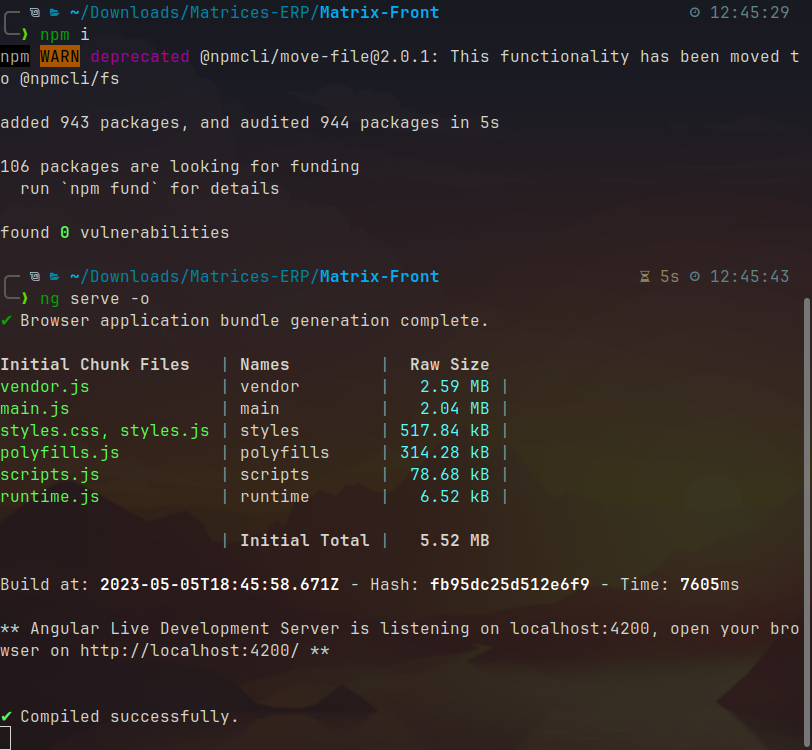 ~/Downloads/Matrices-ERP/Matrix-Front 12:45:29
❯ npm i
npm WARN deprecated @npmcli/move-file@2.0.1: This functionality has been moved t
o @npmcli/fs
added 943 packages, and audited 944 packages in 5s
106 packages are looking for funding
run `npm fund` for details
found 0 vulnerabilities
~/Downloads/Matrices-ERP/Matrix-Front 5s 12:45:43
❯ ng serve -o
✔ Browser application bundle generation complete.
Initial Chunk Files | Names | Raw Size
vendor.js | vendor | 2.59 MB |
main.js | main | 2.04 MB |
styles.css, styles.js | styles | 517.84 kB |
polyfills.js | polyfills | 314.28 kB |
scripts.js | scripts | 78.68 kB |
runtime.js | runtime | 6.52 kB |
| Initial Total | 5.52 MB
Build at: 2023-05-05T18:45:58.671Z - Hash: fb95dc25d512e6f9 - Time: 7605ms
** Angular Live Development Server is listening on localhost:4200, open your bro
wser on http://localhost:4200/ **
✔ Compiled successfully.